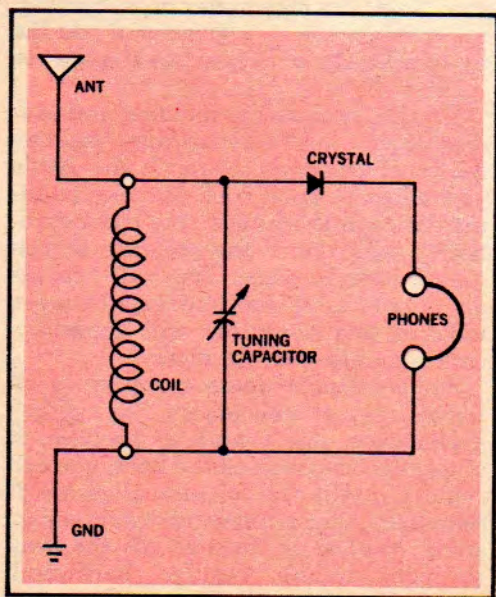 ANT
CRYSTAL
PHONES
TUNING
CAPACITOR
COIL
GND